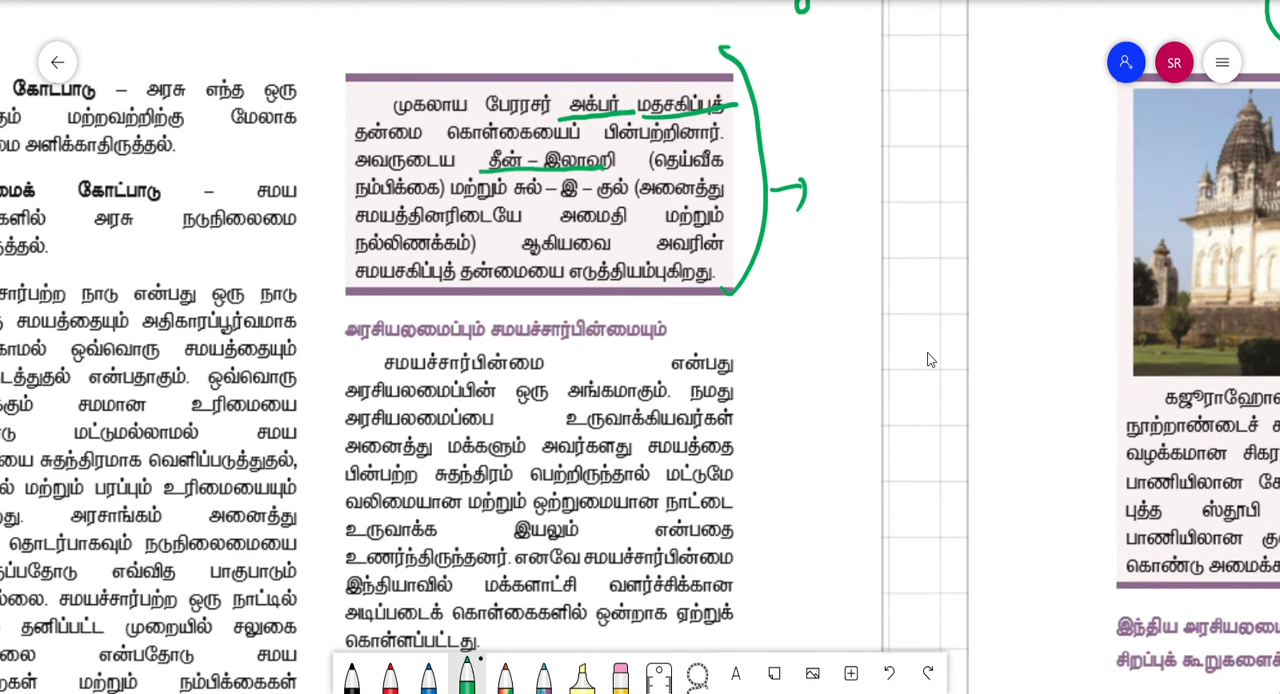 கோட்பாடு – அரசு எந்த ஒரு
மற்றவற்றிற்கு மேலாக
அளிக்காதிருத்தல்.
கோட்பாடு – சமய
அரசு நடுநிலைமை
நாடு என்பது ஒரு நாடு
சமயத்தையும் அதிகாரப்பூர்வமாக
ஒவ்வொரு சமயத்தையும்
என்பதாகும். ஒவ்வொரு
சமமான உரிமையை
மட்டுமல்லாமல் சமய
சுதந்திரமாக வெளிப்படுத்துதல்,
மற்றும் பரப்பும் உரிமையையும்
அரசாங்கம் அனைத்து
தொடர்பாகவும் நடுநிலைமையை
எவ்வித பாகுபாடும்
சமயச்சார்பற்ற ஒரு நாட்டில்
தனிப்பட்ட முறையில் சலுகை
என்பதோடு சமய
மற்றும் நம்பிக்கைகள்
முகலாய பேரரசர் அக்பர் மதசகிப்புத்
தன்மை கொள்கையைப் பின்பற்றினார்.
அவருடைய தீன் – இலாஹி (தெய்வீக
நம்பிக்கை) மற்றும் சுல் – இ – குல் (அனைத்து
சமயத்தினரிடையே அமைதி மற்றும்
நல்லிணக்கம்) ஆகியவை அவரின்
சமயசகிப்புத் தன்மையை எடுத்தியம்புகிறது.
அரசியலமைப்பும் சமயச்சார்பின்மையும்
சமயச்சார்பின்மை என்பது
அரசியலமைப்பின் ஒரு அங்கமாகும். நமது
அரசியலமைப்பை உருவாக்கியவர்கள்
அனைத்து மக்களும் அவர்களது சமயத்தை
பின்பற்ற சுதந்திரம் பெற்றிருந்தால் மட்டுமே
வலிமையான மற்றும் ஒற்றுமையான நாட்டை
உருவாக்க இயலும் என்பதை
உணர்ந்திருந்தனர். எனவே சமயச்சார்பின்மை
இந்தியாவில் மக்களாட்சி வளர்ச்சிக்கான
அடிப்படைக் கொள்கைகளில் ஒன்றாக ஏற்றுக்
கொள்ளப்பட்டது.
SR
கஜூராஹோ
நூற்றாண்டைச்
வழக்கமான
பாணியிலான
புத்த ஸ்தூபி
பாணியிலான
கொண்டு
இந்திய
சிறப்புக் கூறுகளைக்
A